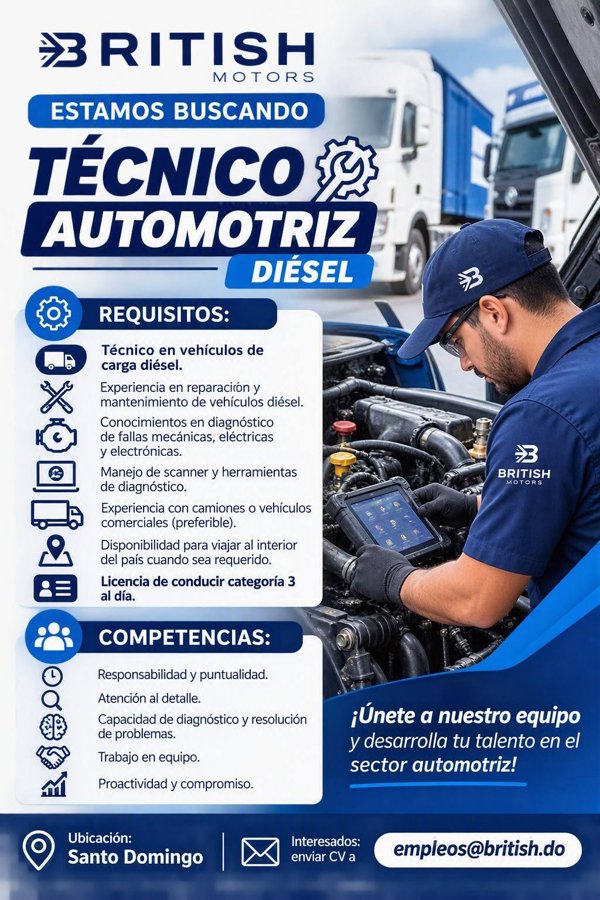 BRITISH
MOTORS
ESTAMOS BUSCANDO
TÉCNICO
AUTOMOTRIZ
DIÉSEL
REQUISITOS:
Técnico en vehículos de
carga diésel.
Experiencia en reparación y
mantenimiento de vehículos diésel.
Conocimientos en diagnóstico
de fallas mecánicas, eléctricas
y electrónicas.
Manejo de scanner y herramientas
de diagnóstico.
Experiencia con camiones o vehículos
comerciales (preferible).
Disponibilidad para viajar al interior
del país cuando sea requerido.
Licencia de conducir categoría 3
al día.
COMPETENCIAS:
Responsabilidad y puntualidad.
Atención al detalle.
Capacidad de diagnóstico y resolución
de problemas.
Trabajo en equipo.
Proactividad y compromiso.
B
BRITISH
MOTORS
¡Únete a nuestro equipo
y desarrolla tu talento en el
sector automotriz!
Ubicación:
Santo Domingo
Interesados:
enviar CV a
empleos@british.do